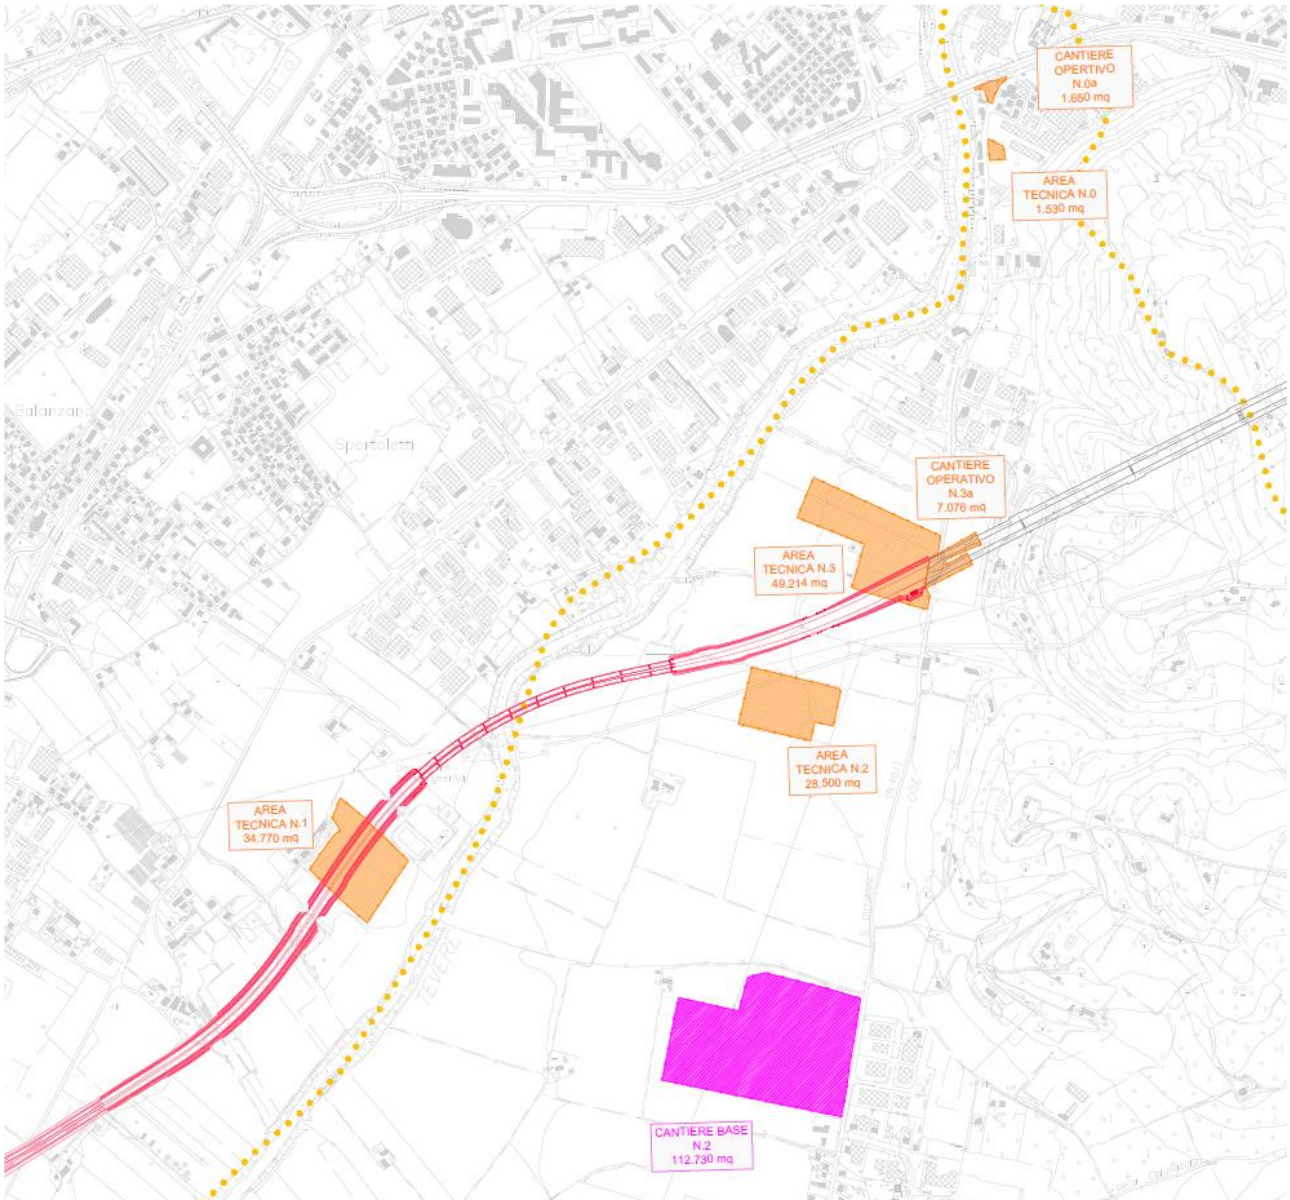 CANTIERE
OPERTIVO
N.0a
1.650 mq
AREA
TECNICA N.0
1.530 mq
Balanzano
Sportoletti
CANTIERE
OPERATIVO
N.3a
7.076 mq
AREA
TECNICA N.3
49.214 mq
AREA
TECNICA N.2
28.500 mq
AREA
TECNICA N.1
34.770 mq
TEVERE
CANTIERE BASE
N.2
112.730 mq